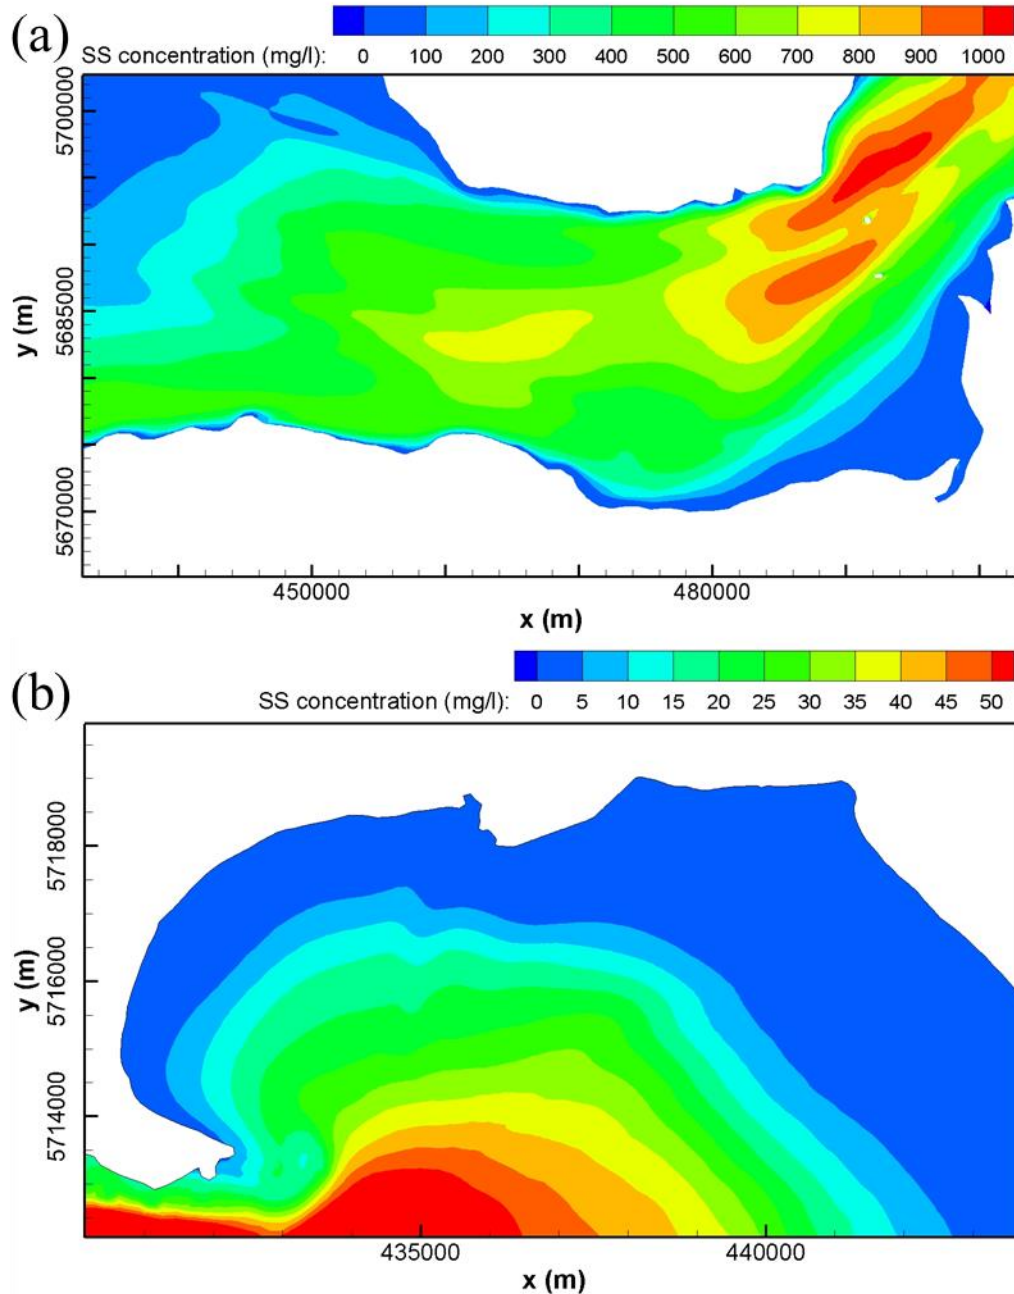 (a)
SS concentration (mg/l): 0 100 200 300 400 500 600 700 800 900 1000
5700000
5685000
5670000
y (m)
450000 480000
x (m)
(b)
SS concentration (mg/l): 0 5 10 15 20 25 30 35 40 45 50
5718000
5716000
5714000
y (m)
435000 440000
x (m)